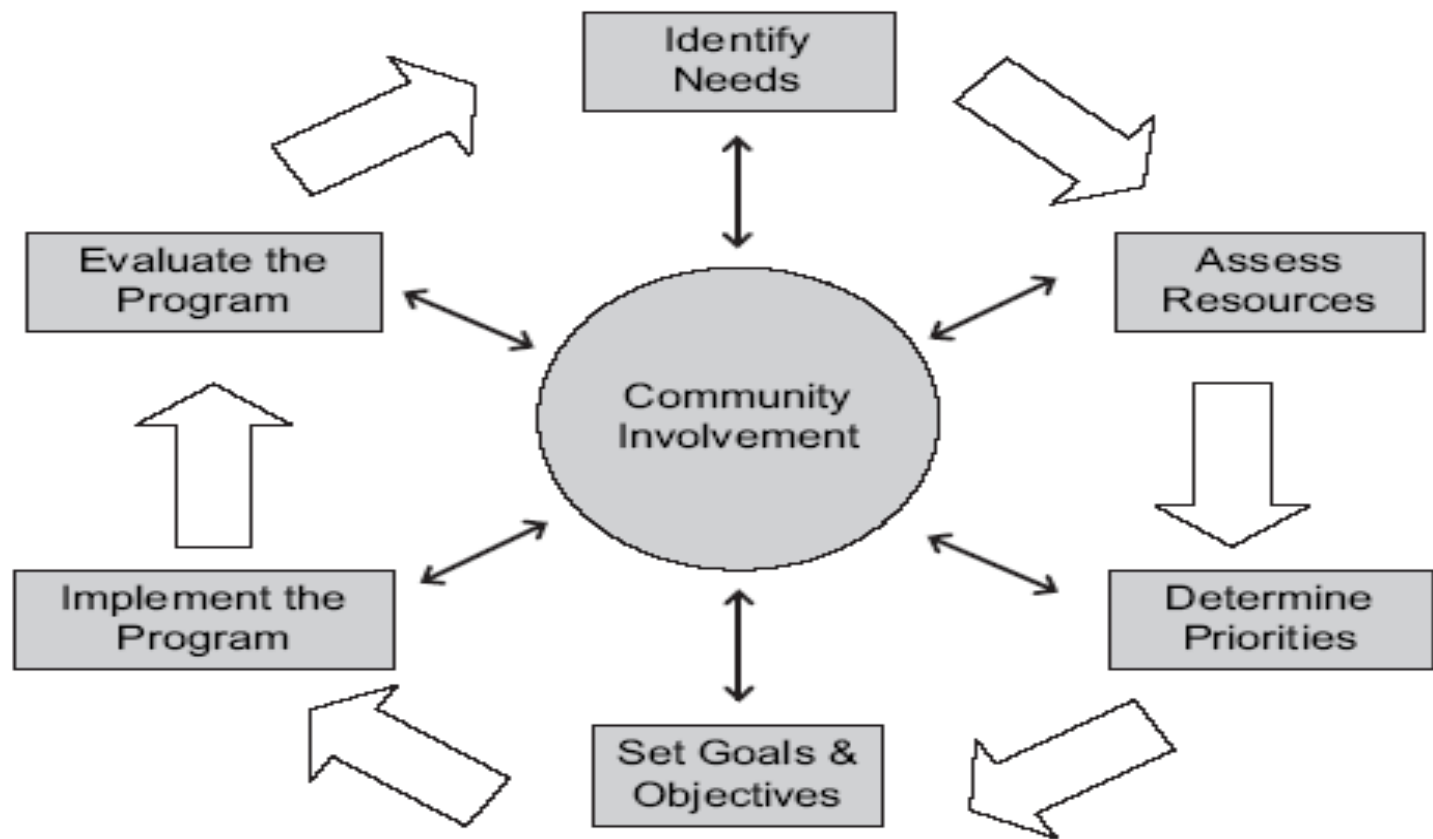 Identify
Needs
Assess
Resources
Determine
Priorities
Set Goals &
Objectives
Implement the
Program
Evaluate the
Program
Community
Involvement